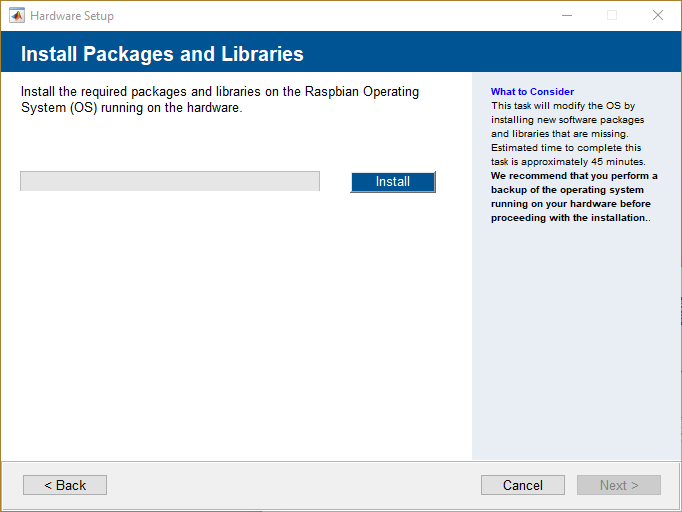 Hardware Setup
Install Packages and Libraries
Install the required packages and libraries on the Raspbian Operating
System (OS) running on the hardware.
Install
What to Consider
This task will modify the OS by
installing new software packages
and libraries that are missing.
Estimated time to complete this
task is approximately 45 minutes.
We recommend that you perform a
backup of the operating system
running on your hardware before
proceeding with the installation..
< Back
Cancel
Next >